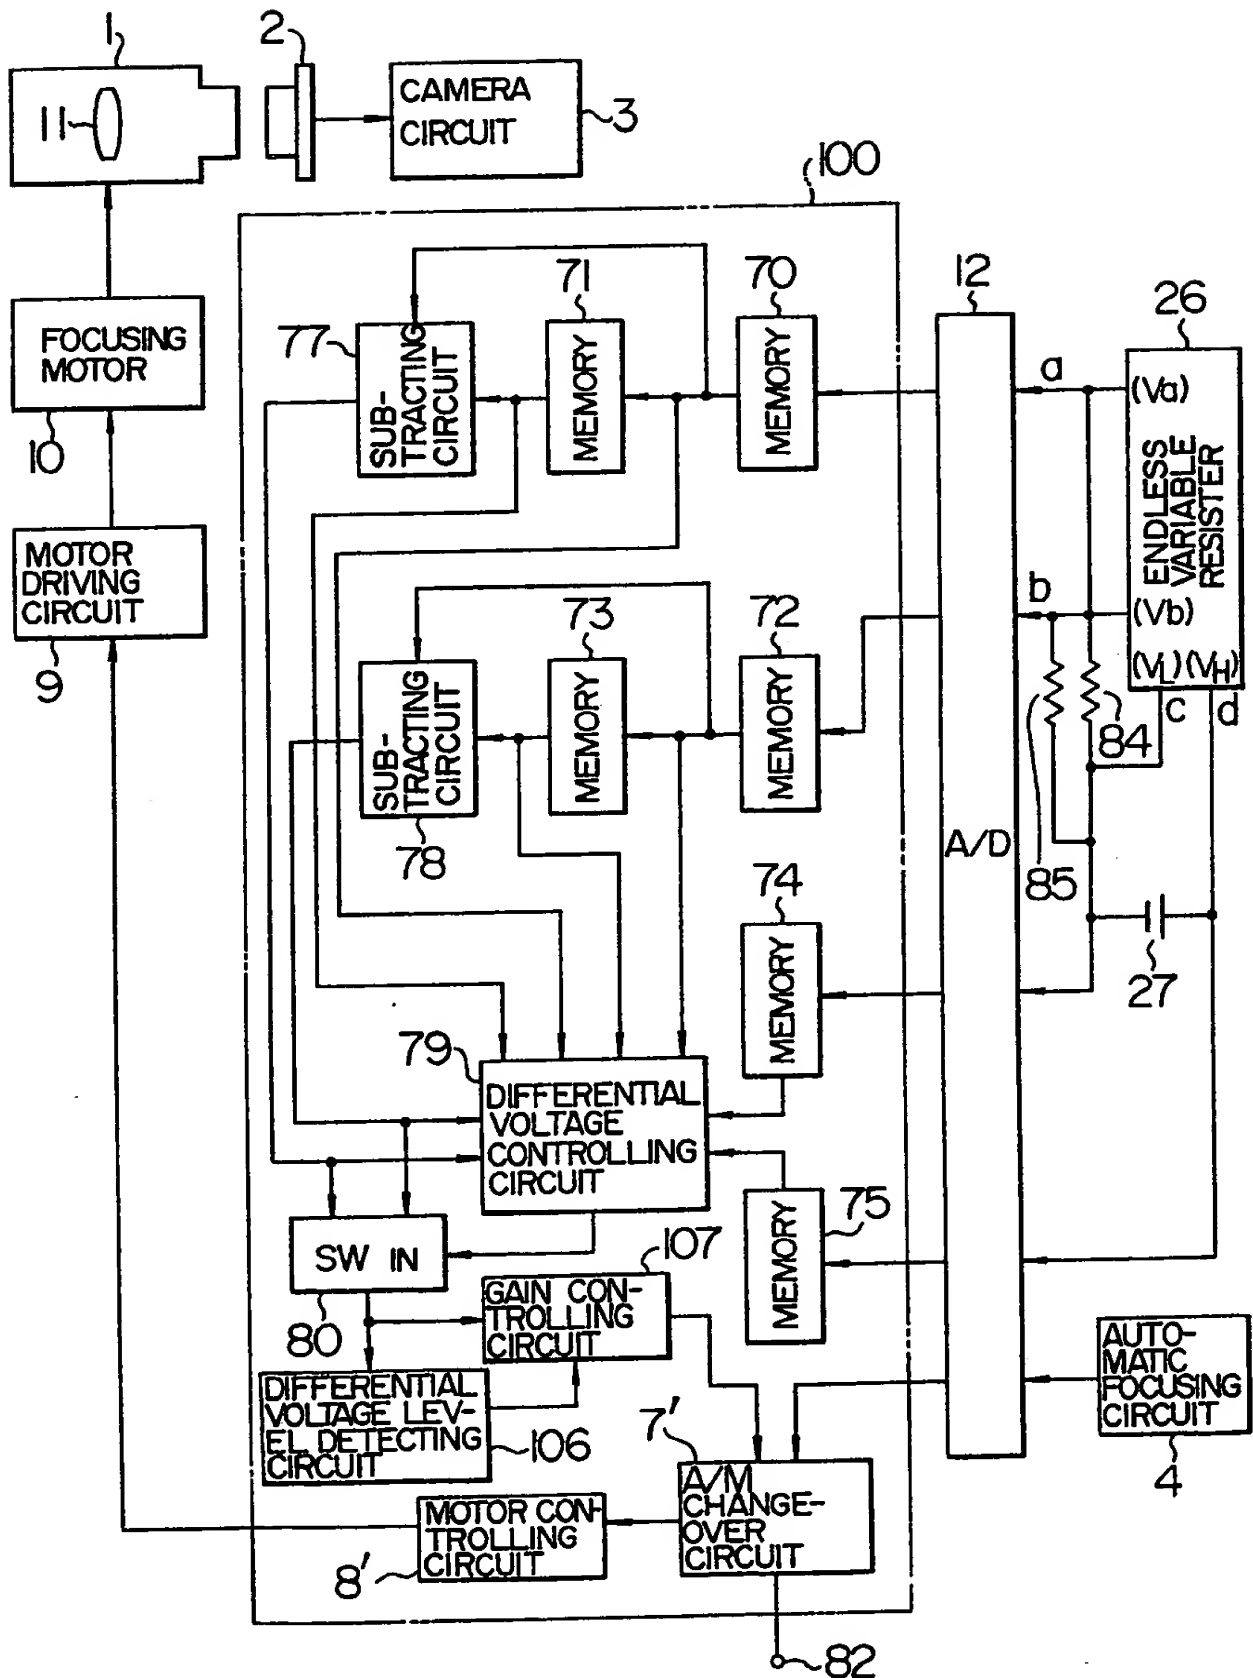 1
2
11
CAMERA
CIRCUIT
3
100
FOCUSING
MOTOR
10
MOTOR
DRIVING
CIRCUIT
9
77
SUB-
TRACTING
CIRCUIT
71
MEMORY
70
MEMORY
12
A/D
26
a
(Va)
ENDLESS
VARIABLE
RESISTER
b
(Vb)
(VL) (VH)
c
d
84
85
27
SUB-
TRACTING
CIRCUIT
78
73
MEMORY
72
MEMORY
74
MEMORY
79
DIFFERENTIAL
VOLTAGE
CONTROLLING
CIRCUIT
75
MEMORY
SW IN
80
107
GAIN CON-
TROLLING
CIRCUIT
DIFFERENTIAL
VOLTAGE LEV-
EL DETECTING
CIRCUIT
106
AUTO-
MATIC
FOCUSING
CIRCUIT
4
7'
A/M
CHANGE-
OVER
CIRCUIT
MOTOR CON-
TROLLING
CIRCUIT
8'
82